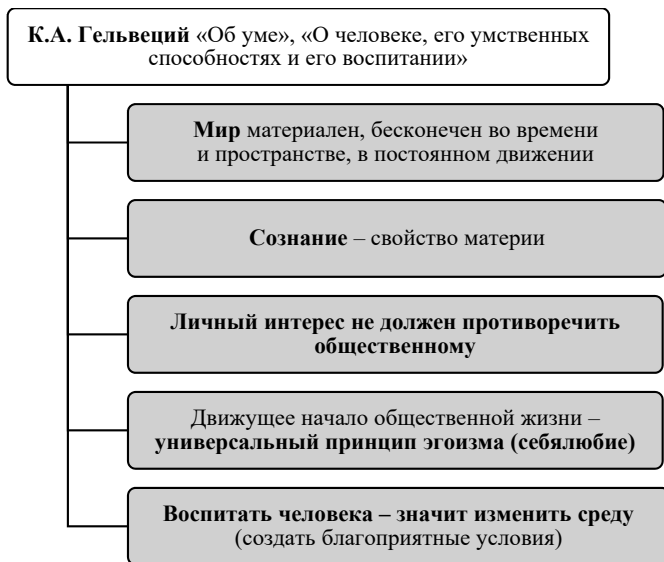 К.А. Гельвеций «Об уме», «О человеке, его умственных
способностях и его воспитании»
Мир материален, бесконечен во времени
и пространстве, в постоянном движении
Сознание – свойство материи
Личный интерес не должен противоречить
общественному
Движущее начало общественной жизни –
универсальный принцип эгоизма (себялюбие)
Воспитать человека – значит изменить среду
(создать благоприятные условия)